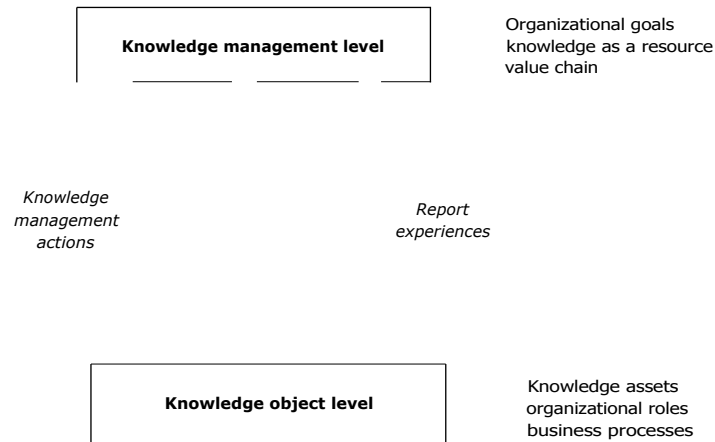 Knowledge management level
Organizational goals
knowledge as a resource
value chain
Knowledge
management
actions
Report
experiences
Knowledge object level
Knowledge assets
organizational roles
business processes